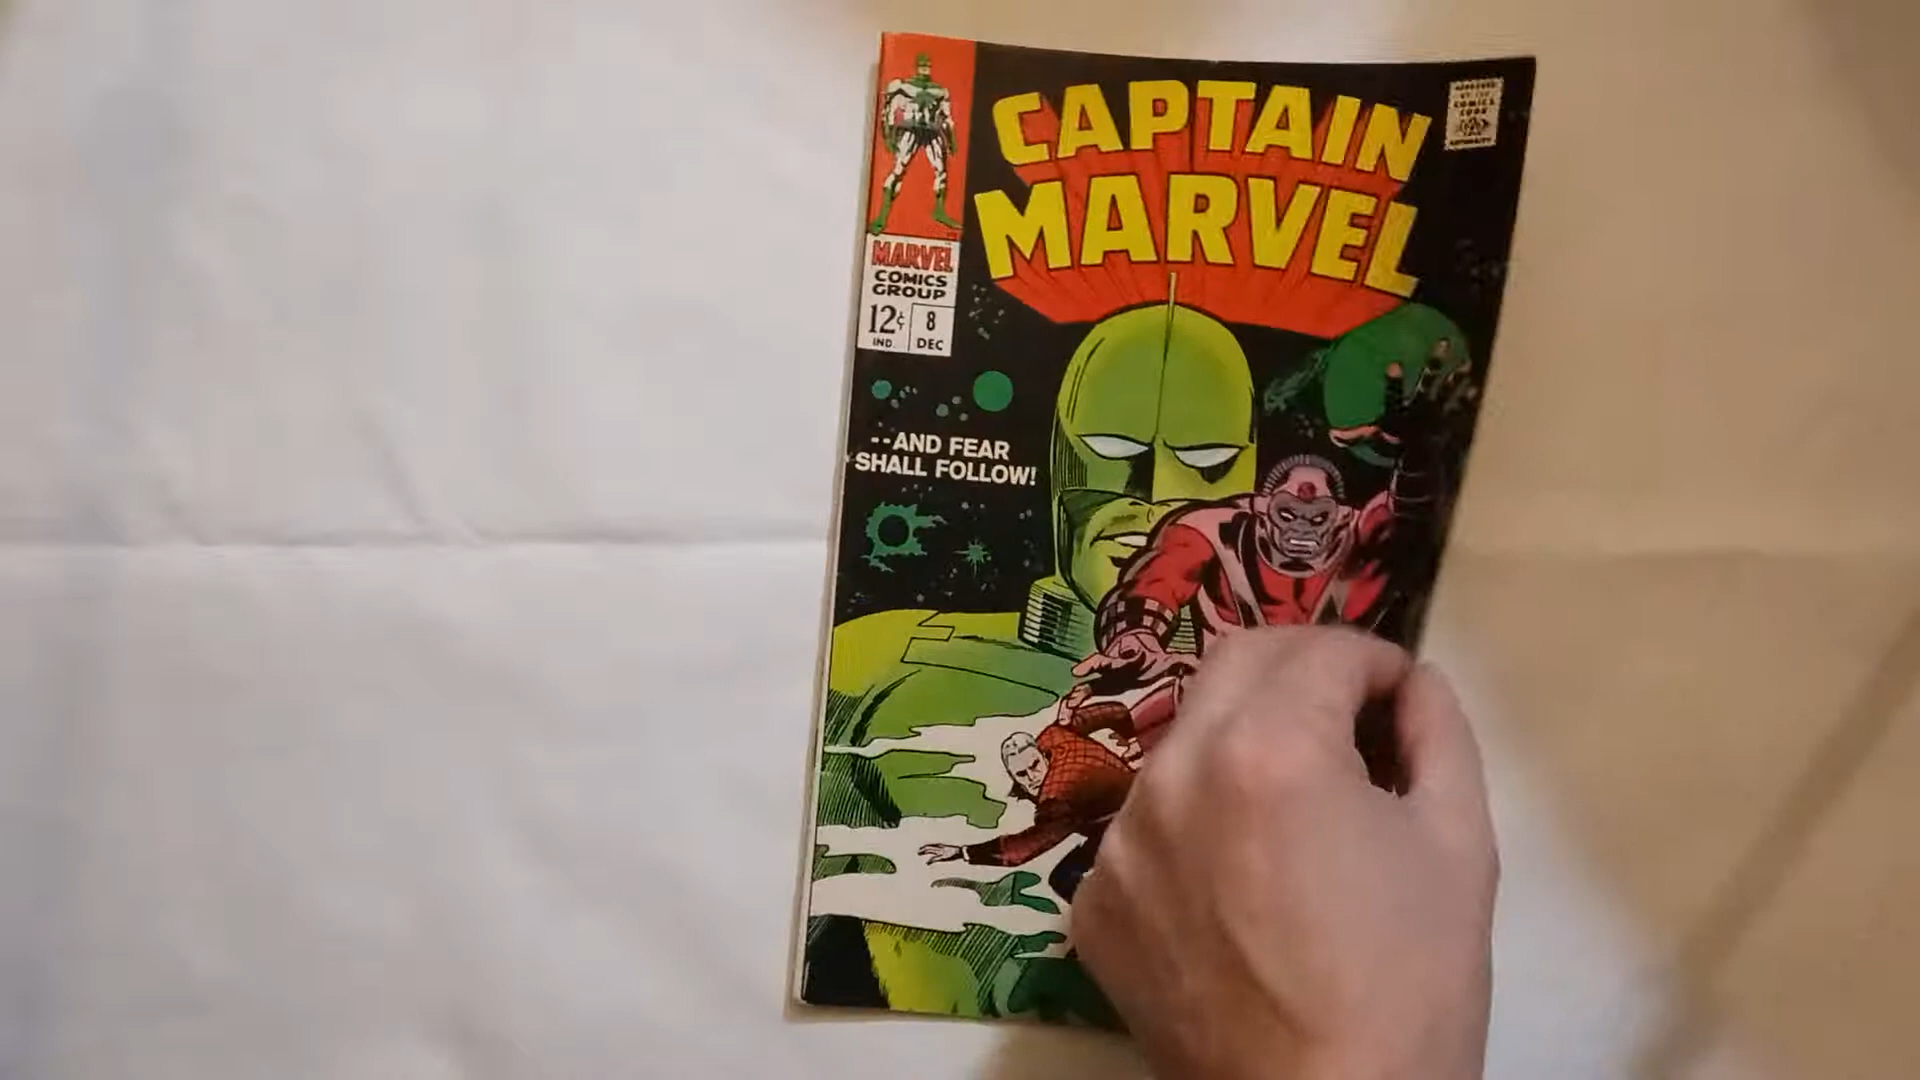 CAPTAIN
MARVEL
APPROVED
BY THE
COMICS
CODE
AUTHORITY
MARVEL
COMICS
GROUP
12¢ 8
IND. DEC
--AND FEAR
SHALL FOLLOW!